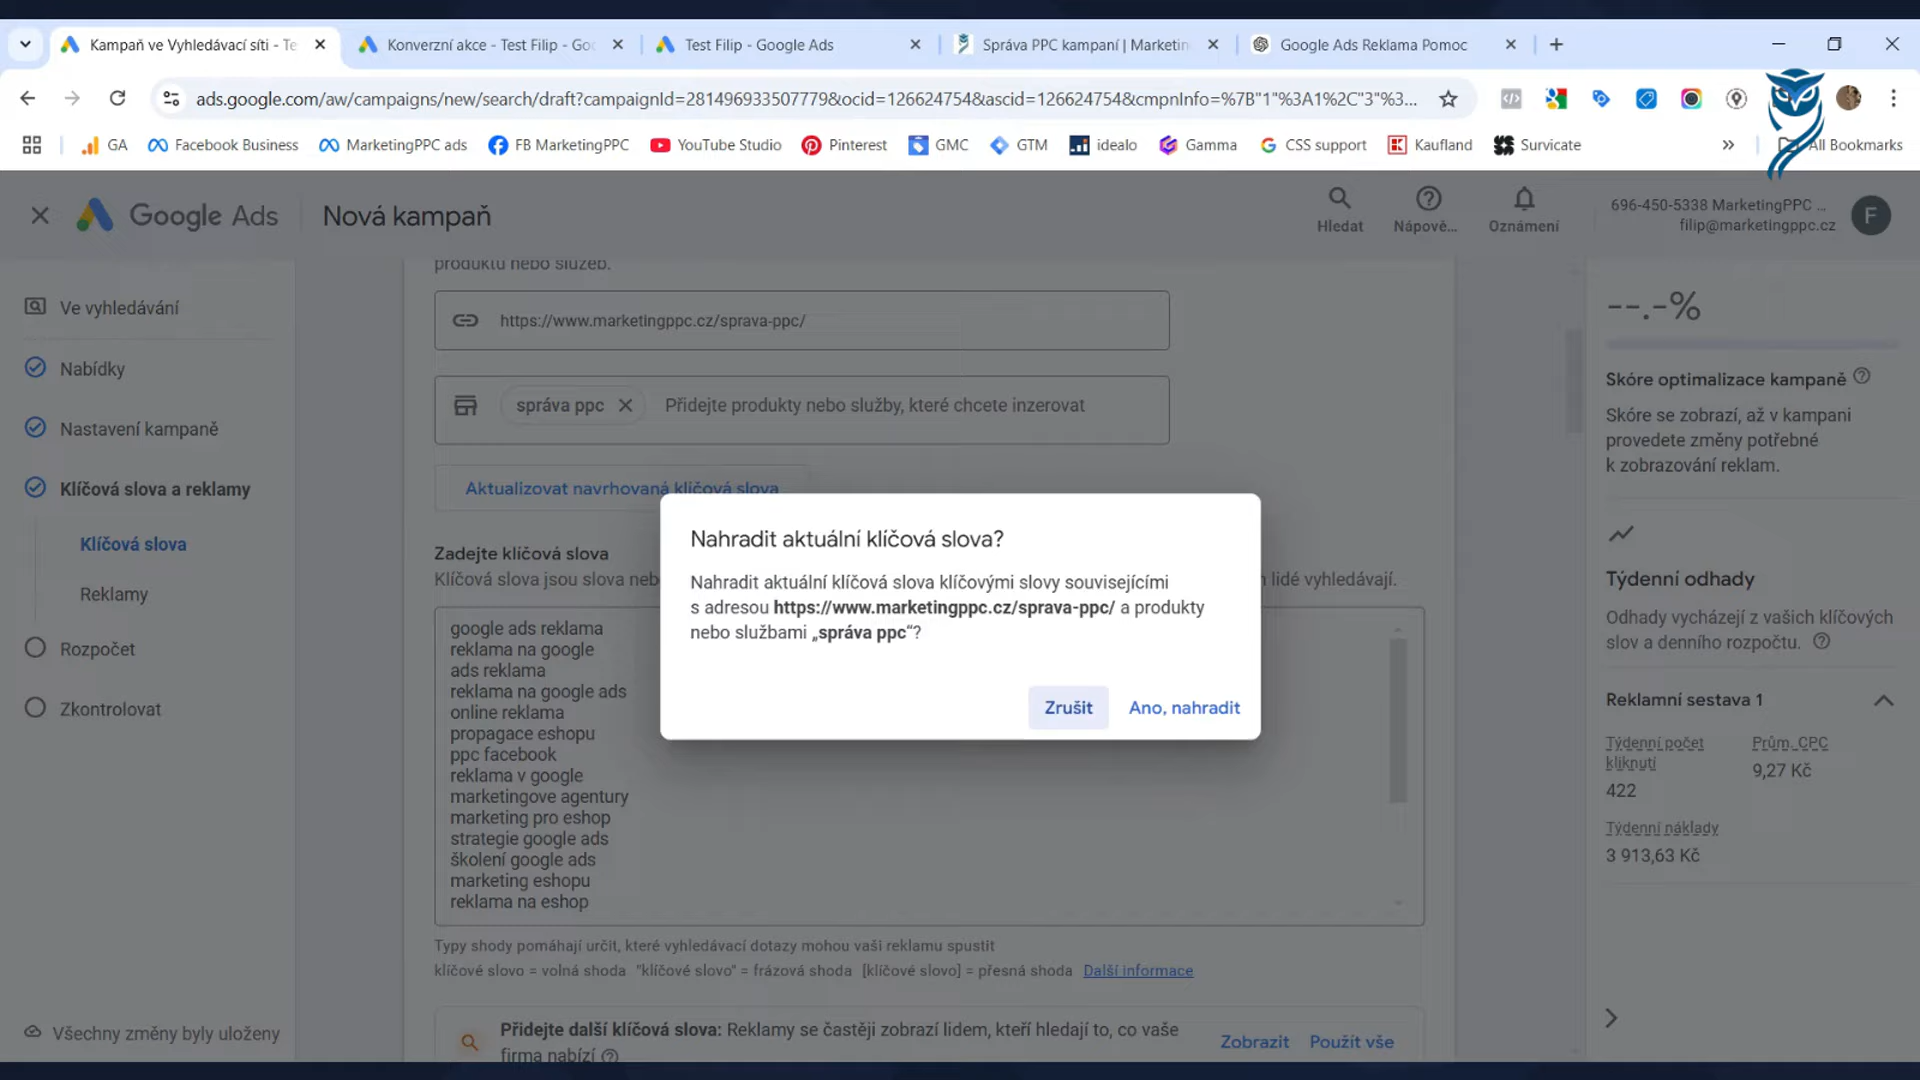 Kampaň ve Vyhledávací síti - Te
Konverzní akce - Test Filip - Goo
Test Filip - Google Ads
Správa PPC kampaní | Marketin
Google Ads Reklama Pomoc
ads.google.com/aw/campaigns/new/search/draft?campaignId=281496933507779&ocid=126624754&ascid=126624754&cmpnInfo=%7B"1"%3A1%2C"3"%3...
GA
Facebook Business
MarketingPPC ads
FB MarketingPPC
YouTube Studio
Pinterest
GMC
GTM
idealo
Gamma
CSS support
Kaufland
Survicate
All Bookmarks
Google Ads
Nová kampaň
Hledat
Nápově...
Oznámení
696-450-5338 MarketingPPC ...
filip@marketingppc.cz
F
Ve vyhledávání
Nabídky
Nastavení kampaně
Klíčová slova a reklamy
Klíčová slova
Reklamy
Rozpočet
Zkontrolovat
Všechny změny byly uloženy
produktu nebo služeb.
https://www.marketingppc.cz/sprava-ppc/
správa ppc
Přidejte produkty nebo služby, které chcete inzerovat
Aktualizovat navrhovaná klíčová slova
Zadejte klíčová slova
Klíčová slova jsou slova neb
lidé vyhledávají.
google ads reklama
reklama na google
ads reklama
reklama na google ads
online reklama
propagace eshopu
ppc facebook
reklama v google
marketingove agentury
marketing pro eshop
strategie google ads
školení google ads
marketing eshopu
reklama na eshop
Typy shody pomáhají určit, které vyhledávací dotazy mohou vaši reklamu spustit
klíčové slovo = volná shoda "klíčové slovo" = frázová shoda [klíčové slovo] = přesná shoda Další informace
Přidejte další klíčová slova: Reklamy se častěji zobrazí lidem, kteří hledají to, co vaše
firma nabízí
Zobrazit
Použít vše
Nahradit aktuální klíčová slova?
Nahradit aktuální klíčová slova klíčovými slovy souvisejícími
s adresou https://www.marketingppc.cz/sprava-ppc/ a produkty
nebo službami „správa ppc“?
Zrušit
Ano, nahradit
--.-%
Skóre optimalizace kampaně
Skóre se zobrazí, až v kampani
provedete změny potřebné
k zobrazování reklam.
Týdenní odhady
Odhady vycházejí z vašich klíčových
slov a denního rozpočtu.
Reklamní sestava 1
Týdenní počet
kliknutí
422
Prům. CPC
9,27 Kč
Týdenní náklady
3 913,63 Kč